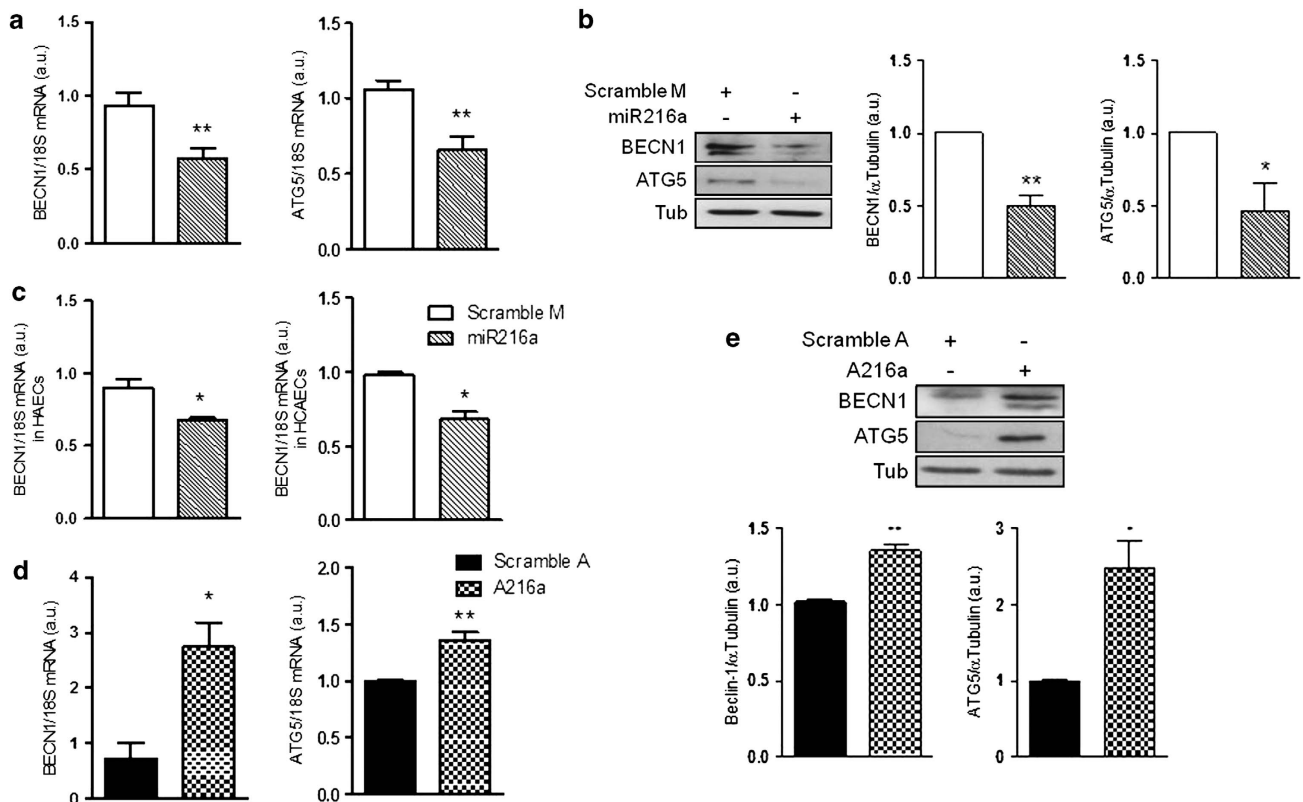 a
BECN1/18S mRNA (a.u.)
1.5
1.0
0.5
0.0
**
ATG5/18S mRNA (a.u.)
1.5
1.0
0.5
0.0
**
b
Scramble M + -
miR216a - +
BECN1
ATG5
Tub
BECN1/αTubulin (a.u.)
1.5
1.0
0.5
0.0
**
ATG5/αTubulin (a.u.)
1.5
1.0
0.5
0.0
*
c
BECN1/18S mRNA (a.u.)
in HAECs
1.5
1.0
0.5
0.0
*
BECN1/18S mRNA (a.u.)
in HCAECs
1.5
1.0
0.5
0.0
*
Scramble M
miR216a
d
BECN1/18S mRNA (a.u.)
4
3
2
1
0
*
ATG5/18S mRNA (a.u.)
2.0
1.5
1.0
0.5
0.0
**
Scramble A
A216a
e
Scramble A + -
A216a - +
BECN1
ATG5
Tub
Beclin-1/αTubulin (a.u.)
1.5
1.0
0.5
0.0
ATG5/αTubulin (a.u.)
3
2
1
0